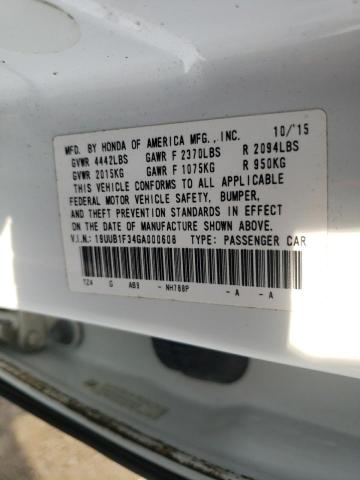 MFD. BY HONDA OF AMERICA MFG.,INC. 10/'15
GVWR 4442LBS GAWR F 2370LBS R 2094LBS
GVWR 2015KG GAWR F 1075KG R 950KG
THIS VEHICLE CONFORMS TO ALL APPLICABLE
FEDERAL MOTOR VEHICLE SAFETY, BUMPER,
AND THEFT PREVENTION STANDARDS IN EFFECT
ON THE DATE OF MANUFACTURE SHOWN ABOVE.
V.I.N.: 19UUB1F34GA000608 TYPE: PASSENGER CAR
TZ4 G AB9 - NH788P - A - A